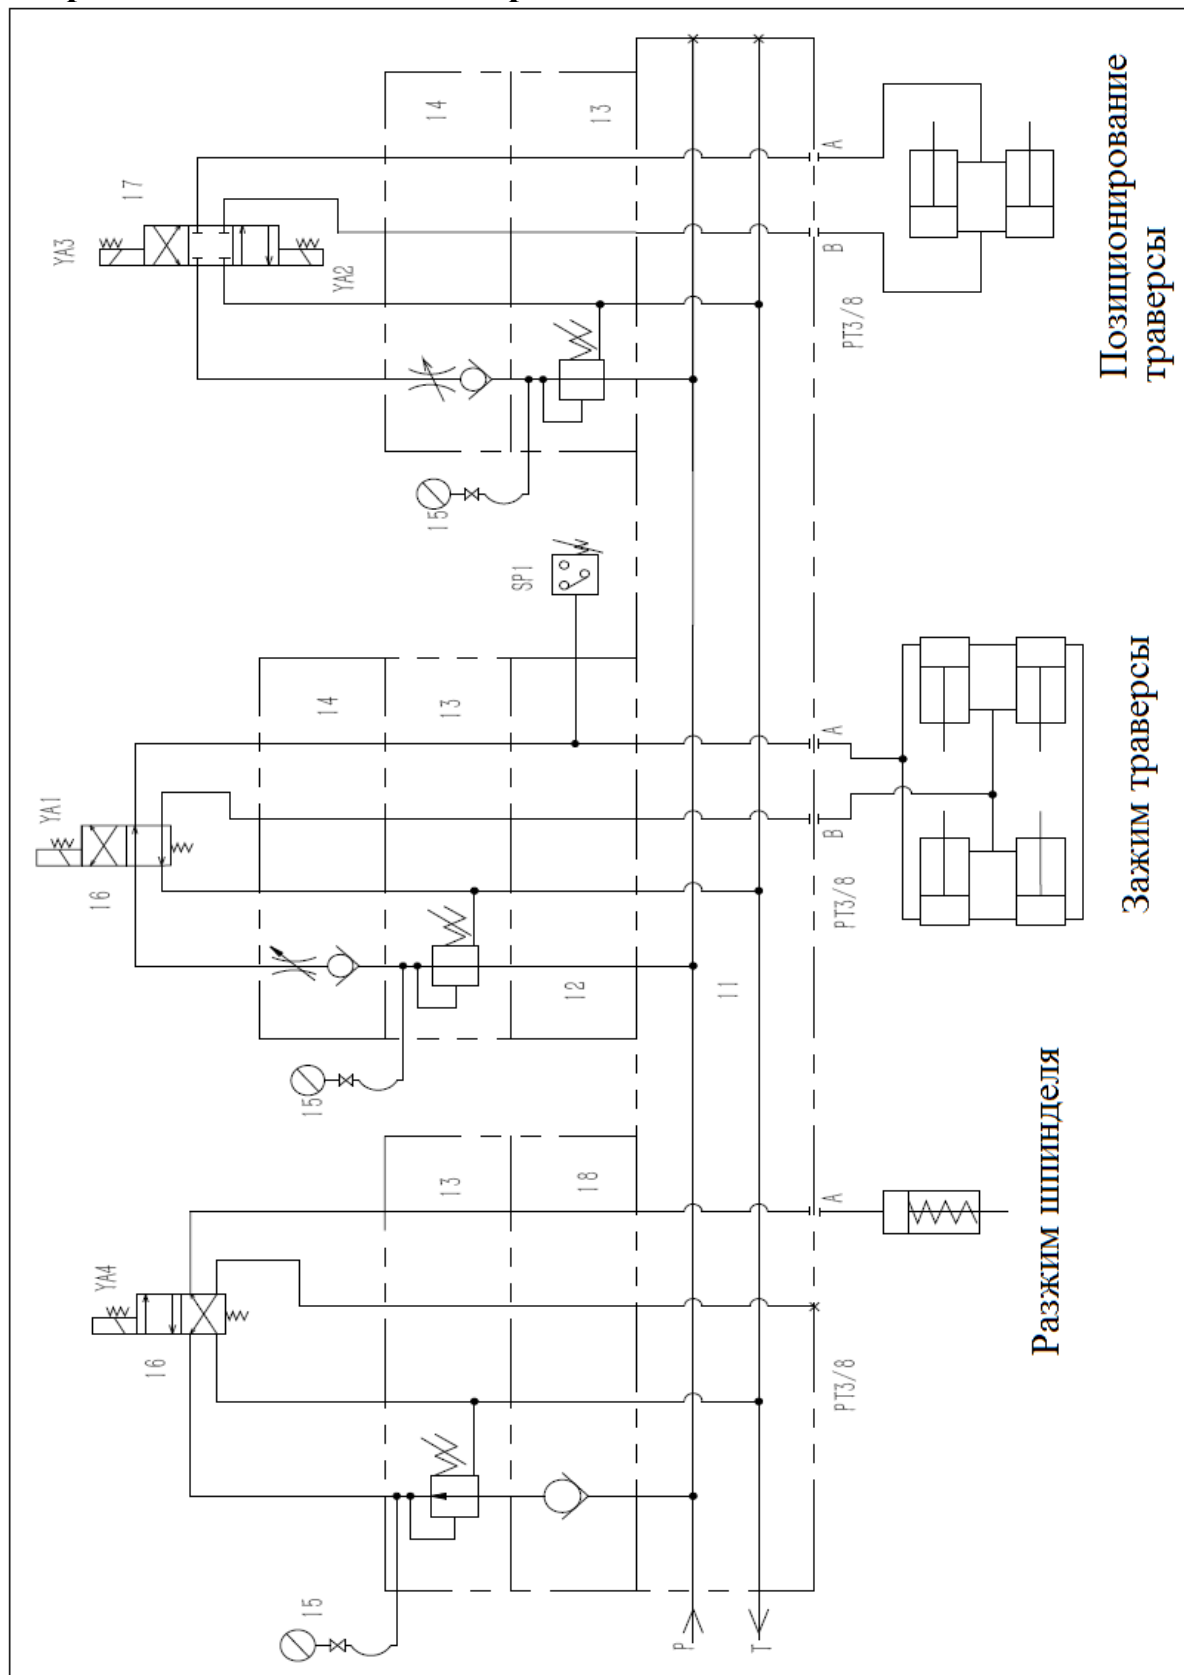 YA4
16
15
13
18
P
T
A
PT3/8
Разжим шпинделя
YA1
16
15
14
13
12
11
SP1
A
B
PT3/8
Зажим траверсы
YA3
17
YA2
15
14
13
A
B
PT3/8
Позиционирование
траверсы